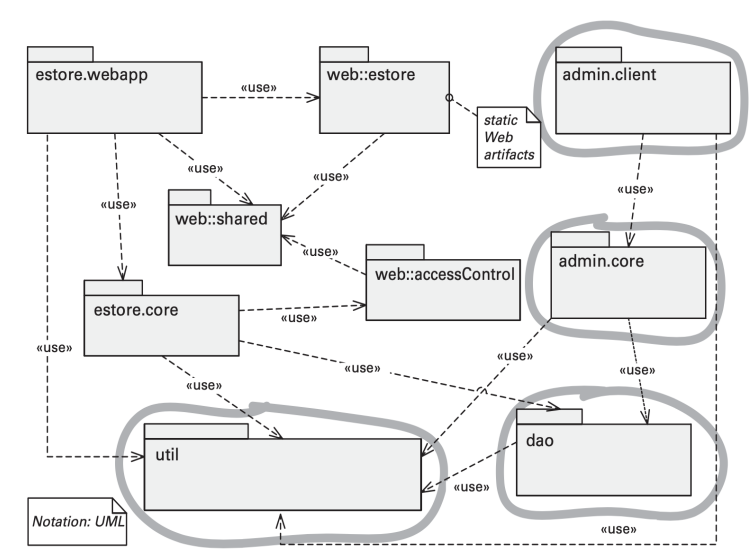 estore.webapp
«use»
web::estore
admin.client
static
Web
artifacts
«use»
«use»
«use»
«use»
web::shared
«use»
admin.core
web::accessControl
estore.core
«use»
«use»
«use»
«use»
«use»
«use»
dao
util
«use»
Notation: UML
«use»